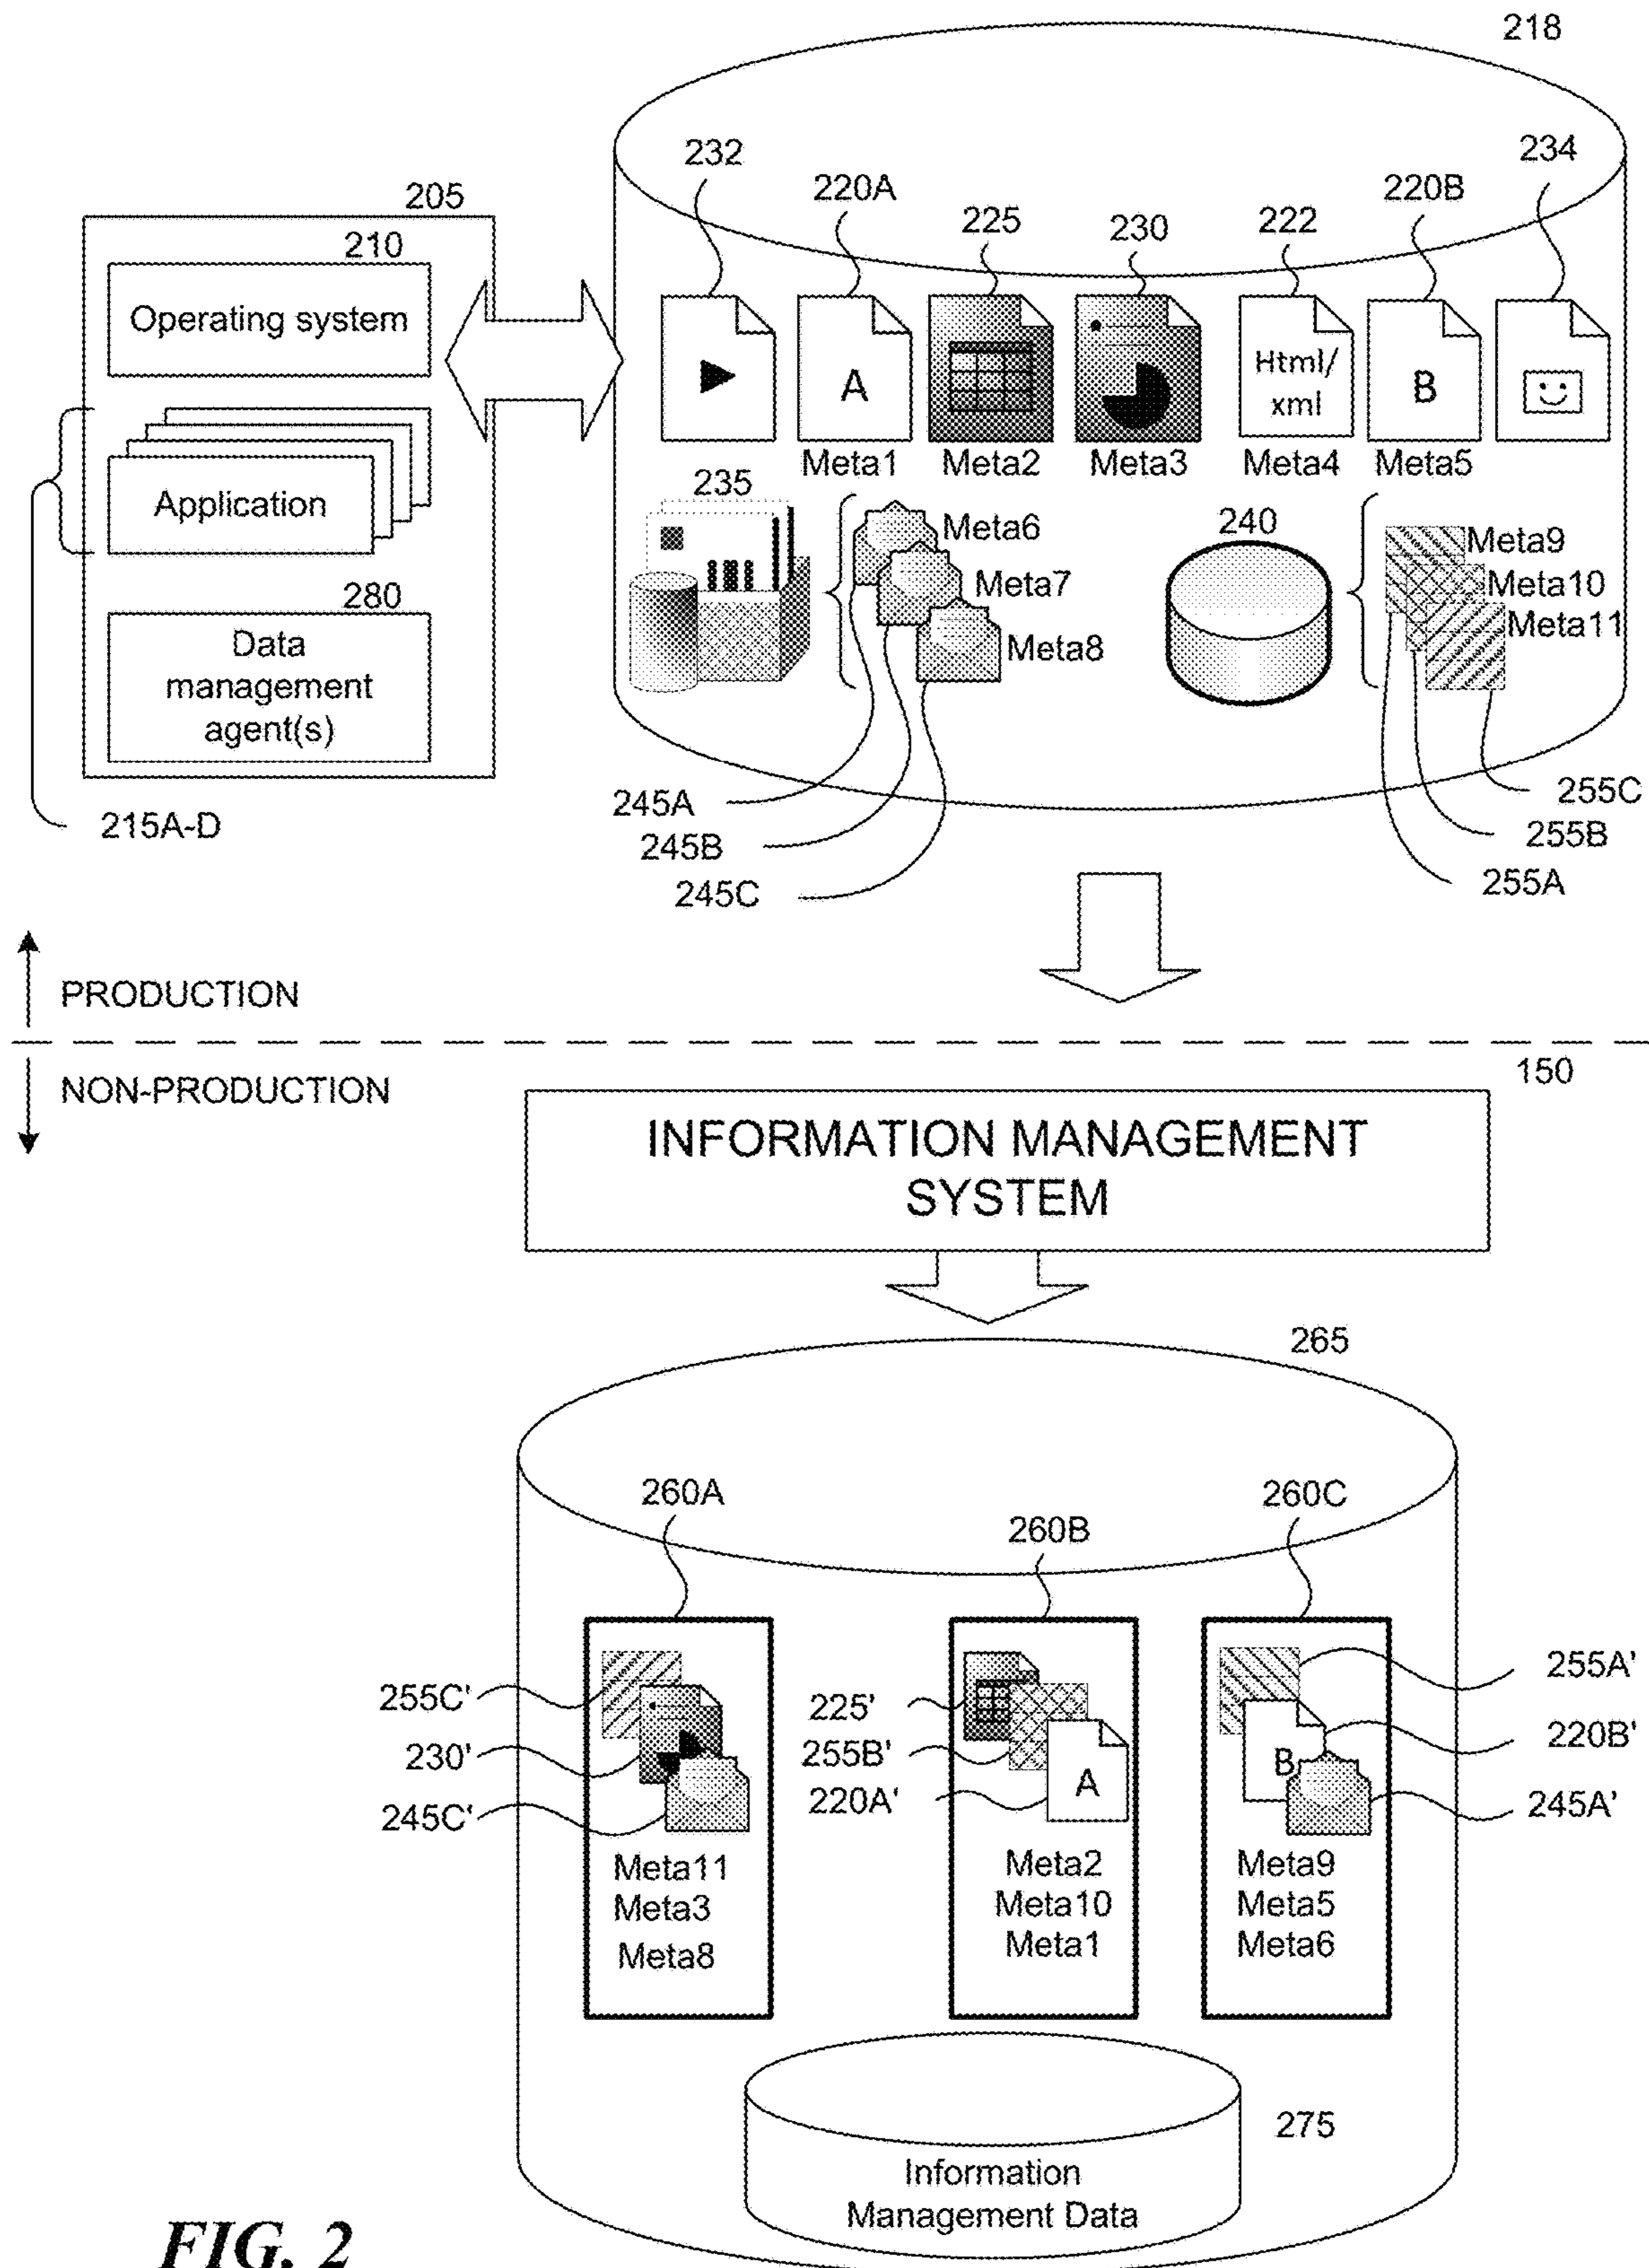 218
232
234
220A
220B
205
225
230
222
210
Operating system
Html/
xml
A
B
Meta1
Meta2
Meta3
Meta4
Meta5
235
Application
240
Meta6
Meta9
Meta7
Meta10
280
Meta11
Data
management
agent(s)
Meta8
245A
255C
215A-D
245B
255B
245C
255A
PRODUCTION
150
NON-PRODUCTION
INFORMATION MANAGEMENT
SYSTEM
265
260A
260C
260B
255C'
225'
255A'
230'
255B'
B
220B'
245C'
220A'
A
245A'
Meta11
Meta3
Meta8
Meta2
Meta10
Meta1
Meta9
Meta5
Meta6
275
Information
Management Data
FIG. 2